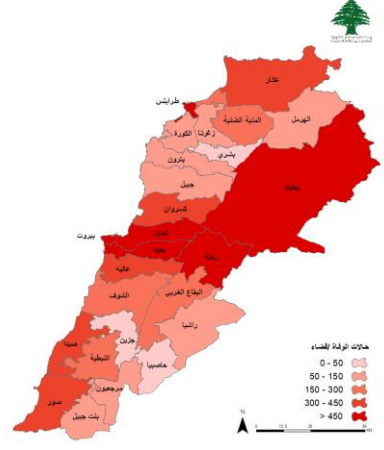 عكار
طرابلس
الهرمل
المنية الضنية
زغرتا
الكورة
بشري
بترون
بعلبك
جبيل
كسروان
المتن
بيروت
بعبدا
زحلة
عاليه
الشوف
البقاع الغربي
راشيا
صيدا
جزين
النبطية
حاصبيا
مرجعيون
صور
بنت جبيل
حالات الوفاة /قضاء
0 - 50
50 - 150
150 - 300
300 - 450
> 450
N